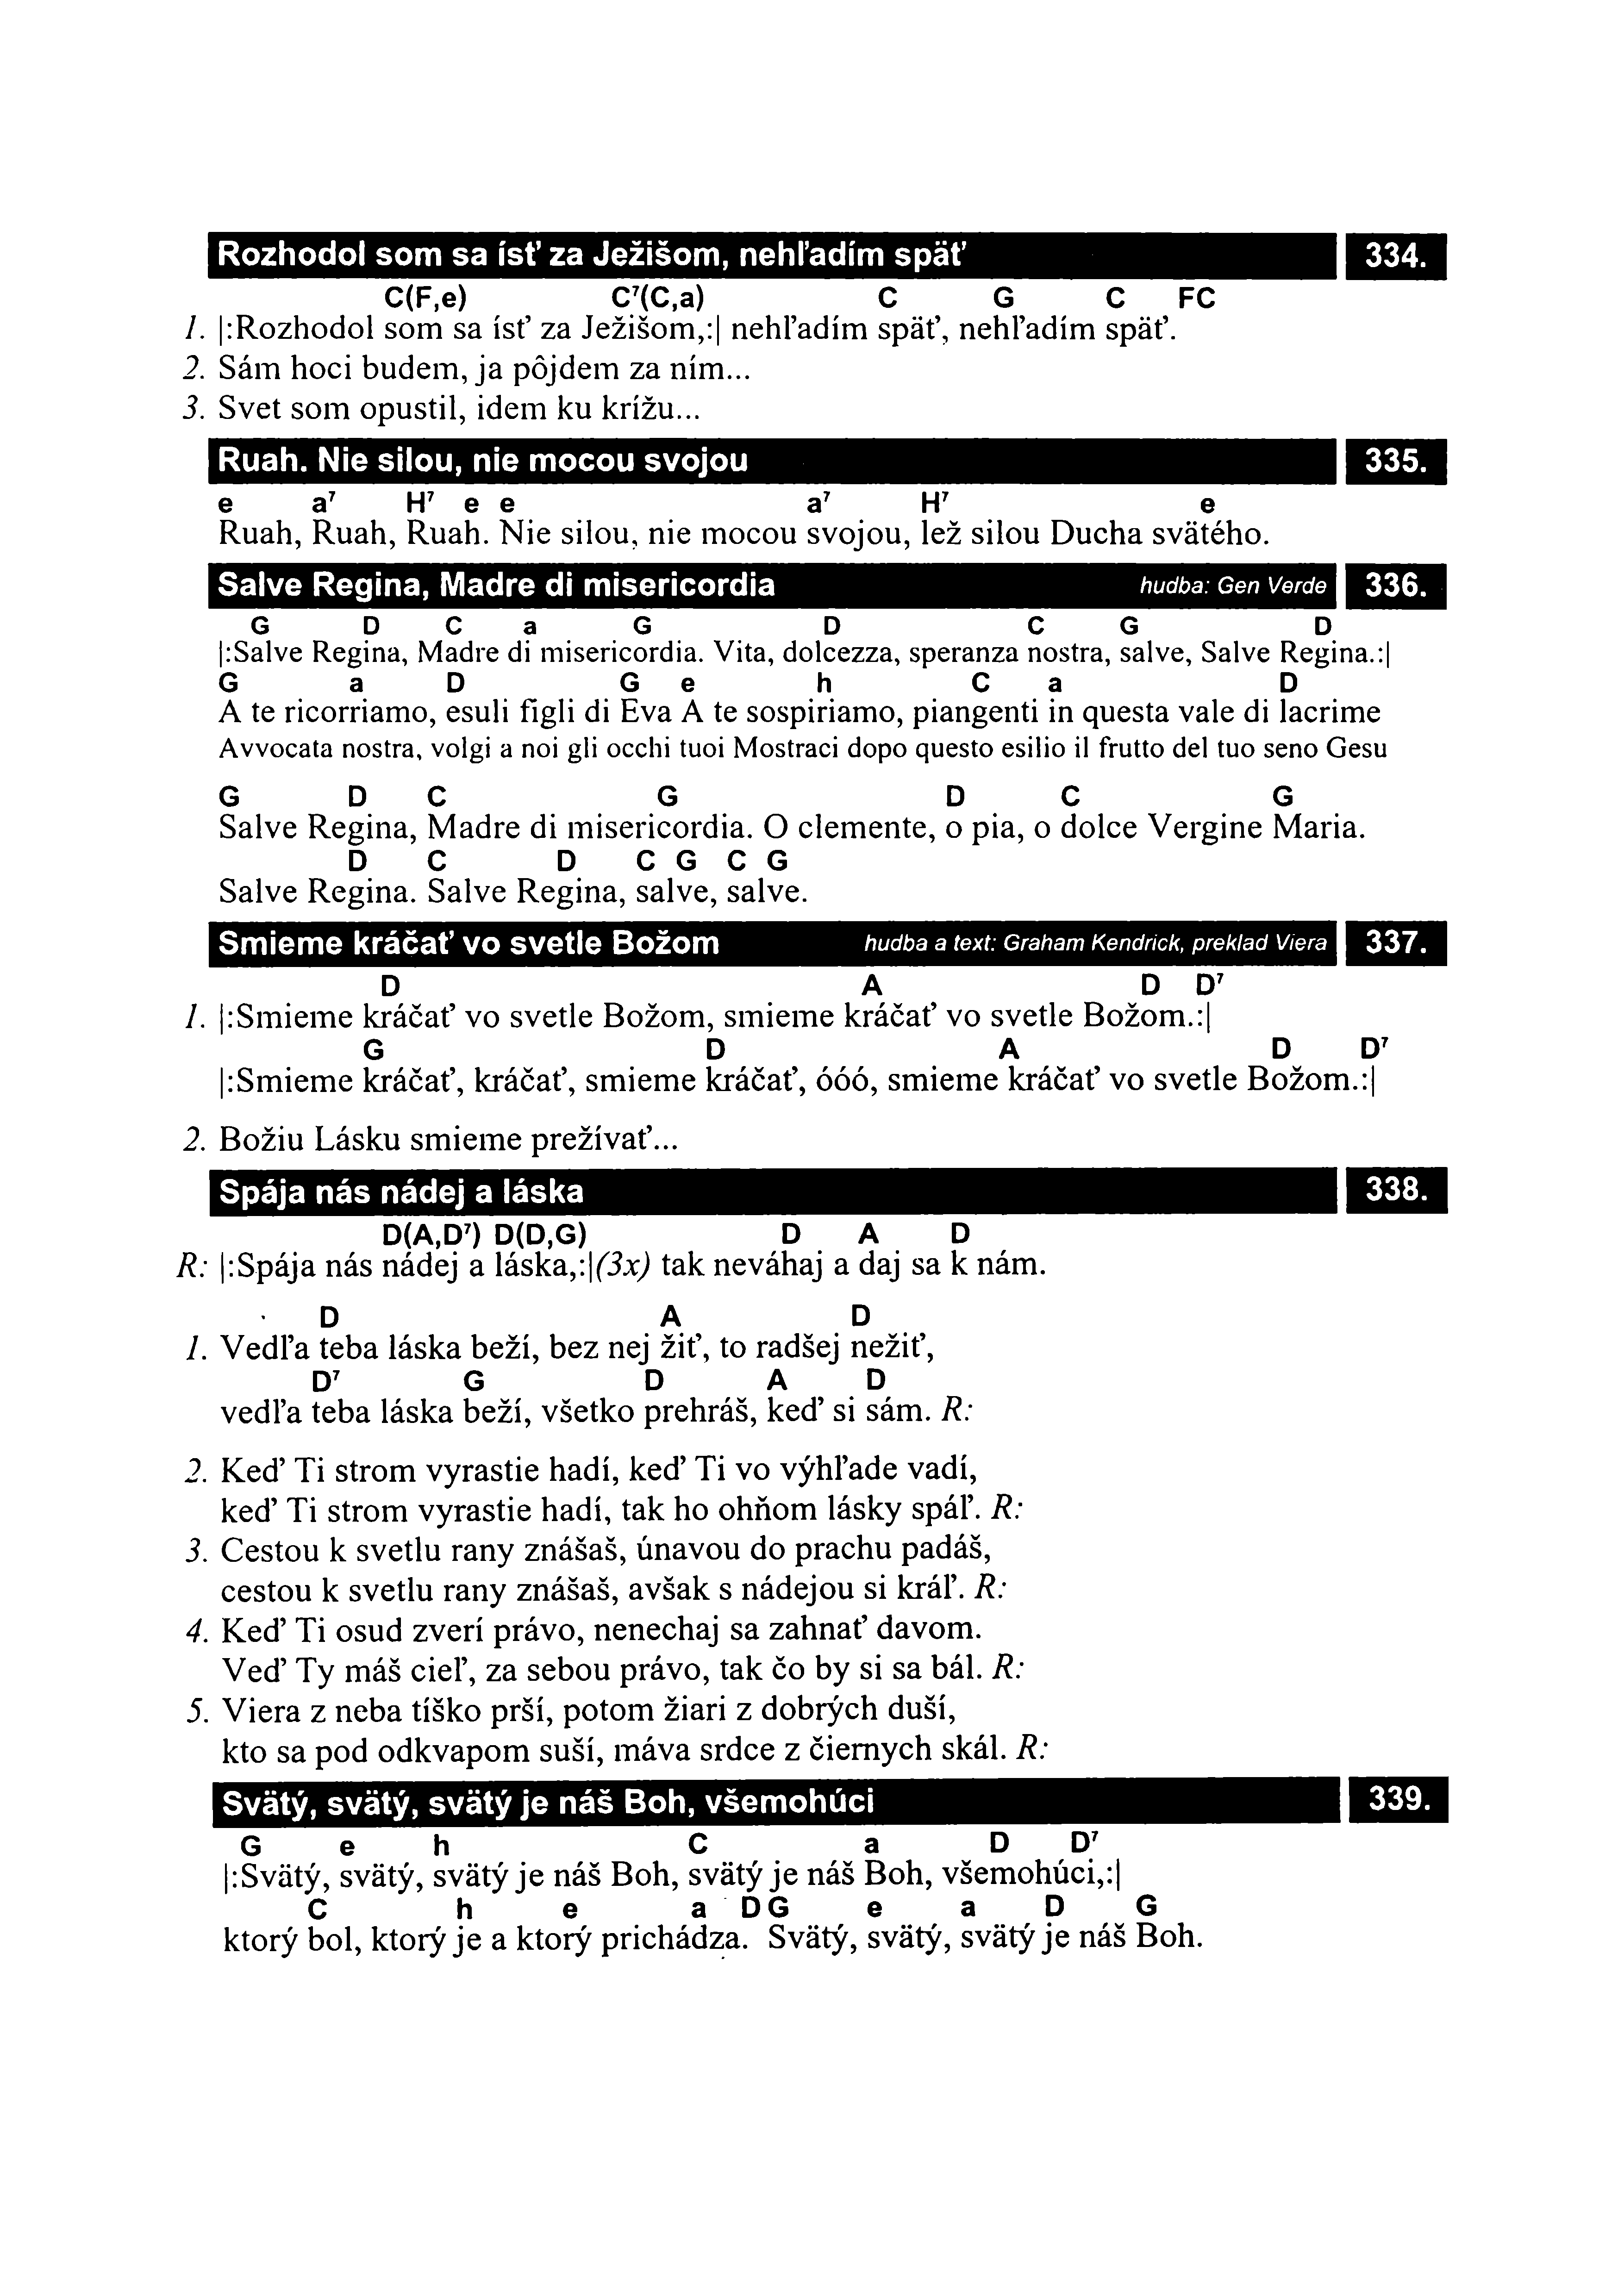 Rozhodol som sa ísť za Ježišom, nehľadím späť 334.
C(F,e) C⁷(C,a) C G C FC
1. |:Rozhodol som sa ísť za Ježišom,:| nehľadím späť, nehľadím späť.
2. Sám hoci budem, ja pôjdem za ním...
3. Svet som opustil, idem ku krížu...
Ruah. Nie silou, nie mocou svojou 335.
e a⁷ H⁷ e e a⁷ H⁷ e
Ruah, Ruah, Ruah. Nie silou, nie mocou svojou, lež silou Ducha svätého.
Salve Regina, Madre di misericordia hudba: Gen Verde 336.
G D C a G D C G D
|:Salve Regina, Madre di misericordia. Vita, dolcezza, speranza nostra, salve, Salve Regina.:|
G a D G e h C a D
A te ricorriamo, esuli figli di Eva A te sospiriamo, piangenti in questa vale di lacrime
Avvocata nostra, volgi a noi gli occhi tuoi Mostraci dopo questo esilio il frutto del tuo seno Gesu
G D C G D C G
Salve Regina, Madre di misericordia. O clemente, o pia, o dolce Vergine Maria.
D C D C G C G
Salve Regina. Salve Regina, salve, salve.
Smieme kráčať vo svetle Božom hudba a text: Graham Kendrick, preklad Viera 337.
D A D D⁷
1. |:Smieme kráčať vo svetle Božom, smieme kráčať vo svetle Božom.:|
G D A D D⁷
|:Smieme kráčať, kráčať, smieme kráčať, óóó, smieme kráčať vo svetle Božom.:|
2. Božiu Lásku smieme prežívať...
Spája nás nádej a láska 338.
D(A,D⁷) D(D,G) D A D
R: |:Spája nás nádej a láska,:|(3x) tak neváhaj a daj sa k nám.
D A D
1. Vedľa teba láska beží, bez nej žiť, to radšej nežiť,
D⁷ G D A D
vedľa teba láska beží, všetko prehráš, keď si sám. R:
2. Keď Ti strom vyrastie hadí, keď Ti vo výhľade vadí,
keď Ti strom vyrastie hadí, tak ho ohňom lásky spáľ. R:
3. Cestou k svetlu rany znášaš, únavou do prachu padáš,
cestou k svetlu rany znášaš, avšak s nádejou si kráľ. R:
4. Keď Ti osud zverí právo, nenechaj sa zahnať davom.
Veď Ty máš cieľ, za sebou právo, tak čo by si sa bál. R:
5. Viera z neba tíško prší, potom žiari z dobrých duší,
kto sa pod odkvapom suší, máva srdce z čiernych skál. R:
Svätý, svätý, svätý je náš Boh, všemohúci 339.
G e h C a D D⁷
|:Svätý, svätý, svätý je náš Boh, svätý je náš Boh, všemohúci,:|
C h e a D G e a D G
ktorý bol, ktorý je a ktorý prichádza. Svätý, svätý, svätý je náš Boh.